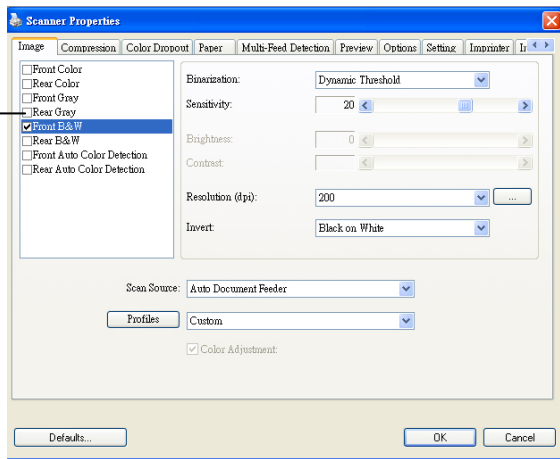 Scanner Properties
Image Compression Color Dropout Paper Multi-Feed Detection Preview Options Setting Imprinter
Front Color
Rear Color
Front Gray
Rear Gray
Front B&W
Rear B&W
Front Auto Color Detection
Rear Auto Color Detection
Binarization: Dynamic Threshold
Sensitivity: 20
Brightness: 0
Contrast:
Resolution (dpi): 200 ...
Invert: Black on White
Scan Source: Auto Document Feeder
Profiles Custom
Color Adjustment:
Defaults... OK Cancel